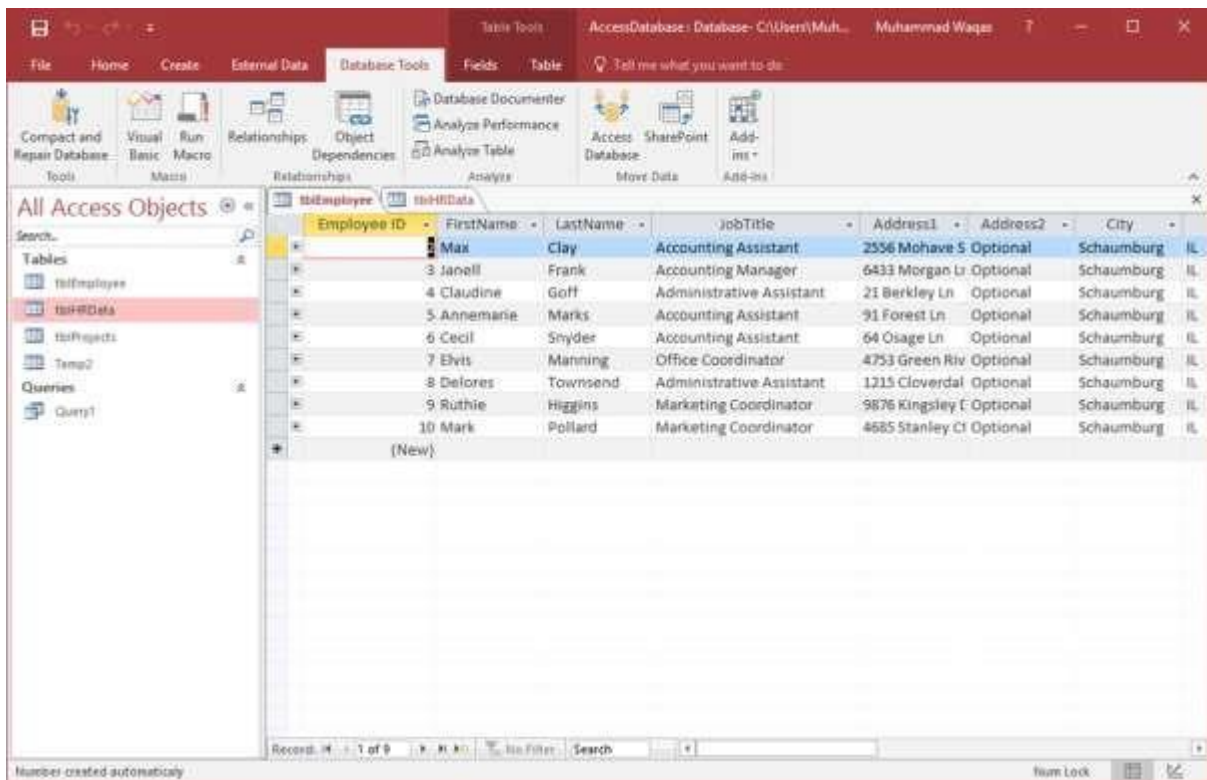 Table Tools
AccessDatabase : Database- C:\Users\Muh...
Muhammad Waqas
?
File Home Create External Data Database Tools Fields Table Tell me what you want to do
Compact and Repair Database
Visual Basic
Run Macro
Relationships
Object Dependencies
Database Documenter
Analyze Performance
Analyze Table
Access Database
SharePoint
Add-ins
Tools Macro Relationships Analyze Move Data Add-ins
All Access Objects
Search...
Tables
tblEmployee
tblHRData
tblProjects
Temp2
Queries
Query1
tblEmployee tblHRData
Employee ID FirstName LastName JobTitle Address1 Address2 City
Max Clay Accounting Assistant 2556 Mohave S Optional Schaumburg IL
3 Janell Frank Accounting Manager 6433 Morgan Optional Schaumburg IL
4 Claudine Goff Administrative Assistant 21 Berkley Ln Optional Schaumburg IL
5 Annemarie Marks Accounting Assistant 91 Forest Ln Optional Schaumburg IL
6 Cecil Snyder Accounting Assistant 64 Osage Ln Optional Schaumburg IL
7 Elvis Manning Office Coordinator 4753 Green Riv Optional Schaumburg IL
8 Delores Townsend Administrative Assistant 1215 Cloverdal Optional Schaumburg IL
9 Ruthie Higgins Marketing Coordinator 9876 Kingsley Optional Schaumburg IL
10 Mark Pollard Marketing Coordinator 4685 Stanley Optional Schaumburg IL
(New)
Record: 1 of 9 No Filter Search
Number created automaticaly
Num Lock